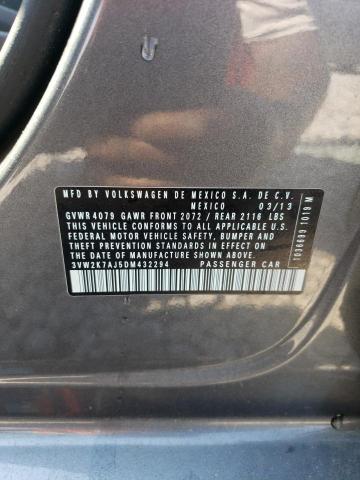 MFD BY VOLKSWAGEN DE MEXICO S.A. DE C.V.
MEXICO 03/13
GVWR 4079 GAWR FRONT 2072 / REAR 2116 LBS
THIS VEHICLE CONFORMS TO ALL APPLICABLE
FEDERAL MOTOR VEHICLE SAFETY, BUMPER AND
THEFT PREVENTION STANDARDS IN EFFECT ON
THE DATE OF MANUFACTURE SHOWN ABOVE
3VW2K7AJ5DM432294 PASSENGER CAR
1036699 1019 M